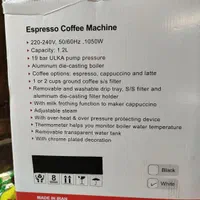 Espresso Coffee Machine
• 220-240V, 50/60Hz ,1050W
• Capacity: 1.2L
• 19 bar ULKA pump pressure
• Aluminum die-casting boiler
• Coffee options: espresso, cappuccino and latte
• 1 or 2 cups ground coffee s/s filter
• Removable and washable drip tray, S/S filter and
aluminum die-casting filter holder
• With milk frothing function to make cappuccino
• Adjustable steam
• With over-heat & over pressure protecting device
• Thermometer helps you monitor boiler water temperature
• Removable transparent water tank
• With chrome plated decoration
Black
White
8
MADE IN